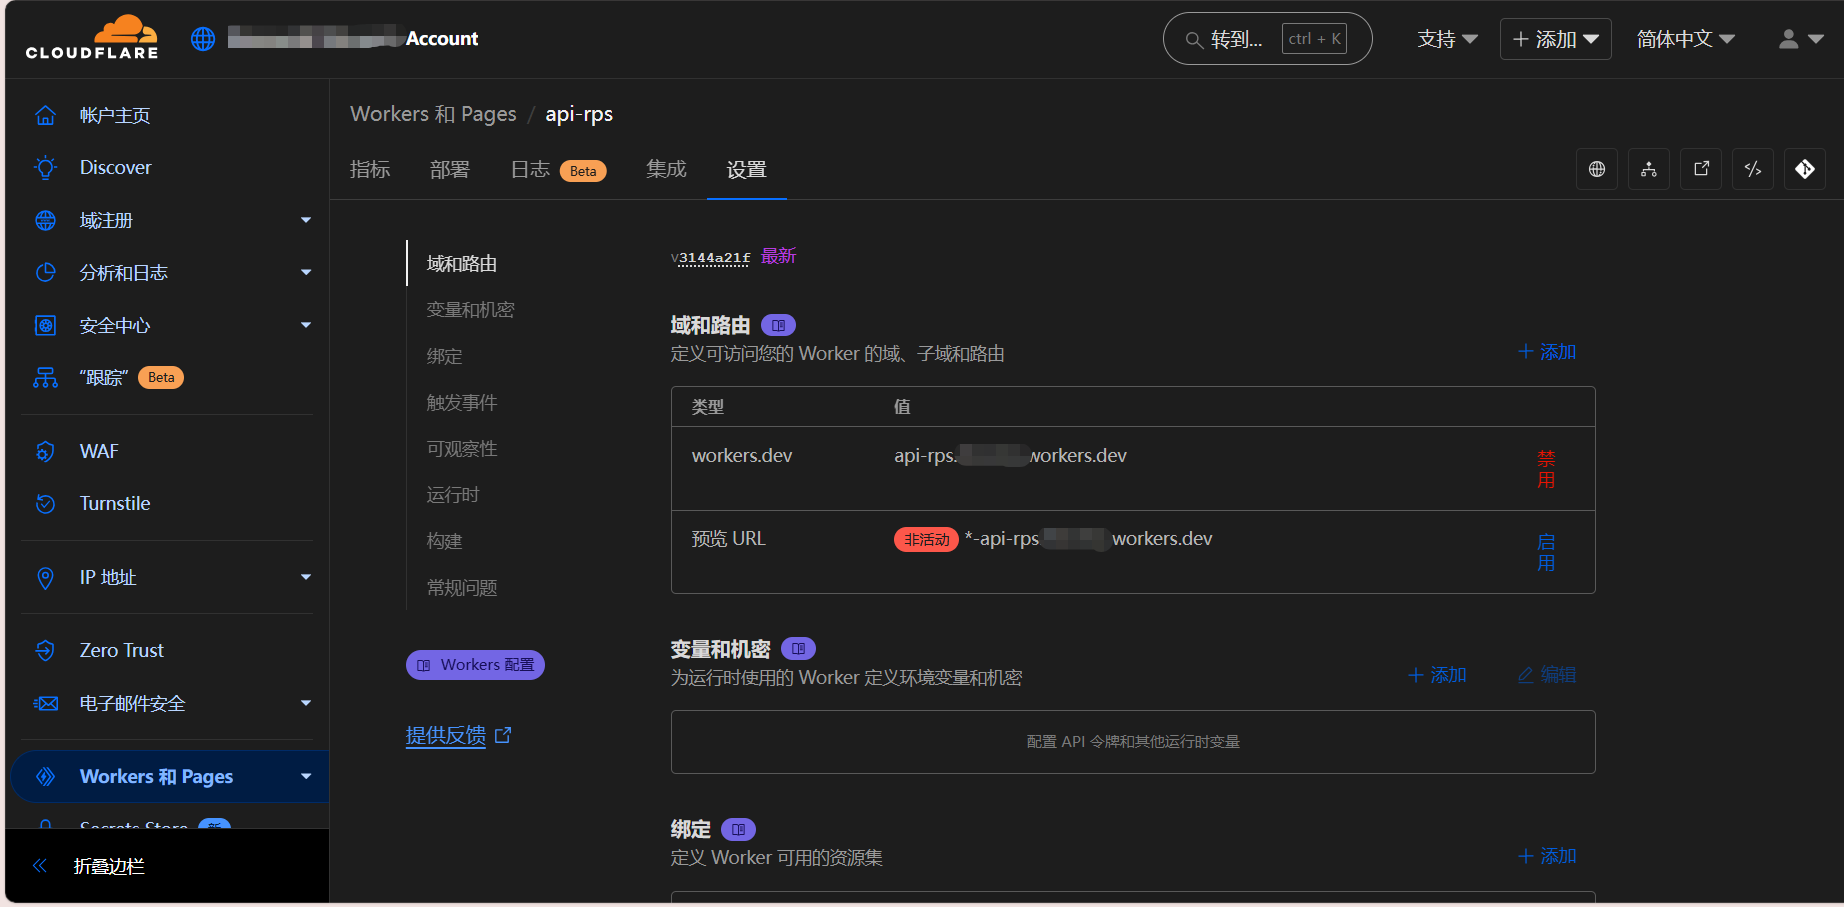 CLOUDFLARE
Account
转到...
ctrl + K
支持
添加
简体中文
帐户主页
Discover
域注册
分析和日志
安全中心
“跟踪” Beta
WAF
Turnstile
IP 地址
Zero Trust
电子邮件安全
Workers 和 Pages
Secrets Store 新
折叠边栏
Workers 和 Pages / api-rps
指标
部署
日志 Beta
集成
设置
域和路由
变量和机密
绑定
触发事件
可观察性
运行时
构建
常规问题
Workers 配置
提供反馈
v3144a21f 最新
域和路由
定义可访问您的 Worker 的域、子域和路由
添加
类型 值
workers.dev api-rps. workers.dev 禁用
预览 URL 非活动 *-api-rps workers.dev 启用
变量和机密
为运行时使用的 Worker 定义环境变量和机密
添加
编辑
配置 API 令牌和其他运行时变量
绑定
定义 Worker 可用的资源集
添加